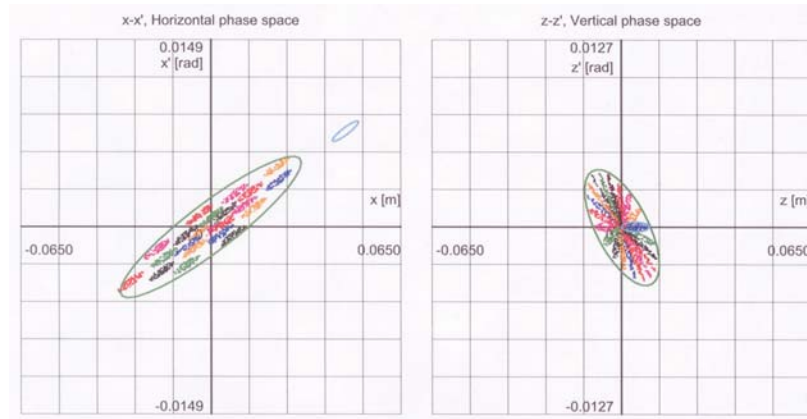 x-x', Horizontal phase space
0.0149
x' [rad]
x [m]
-0.0650
0.0650
-0.0149
z-z', Vertical phase space
0.0127
z' [rad]
z [m]
-0.0650
0.0650
-0.0127